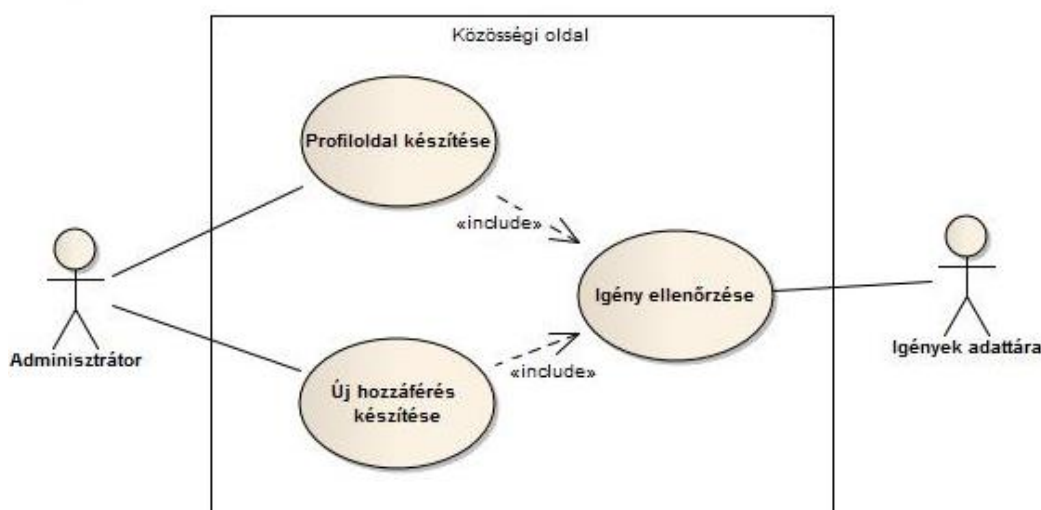 Közösségi oldal
Profiloldal készítése
«include»
Igény ellenőrzése
Adminisztrátor
Igények adattára
«include»
Új hozzáférés
készítése